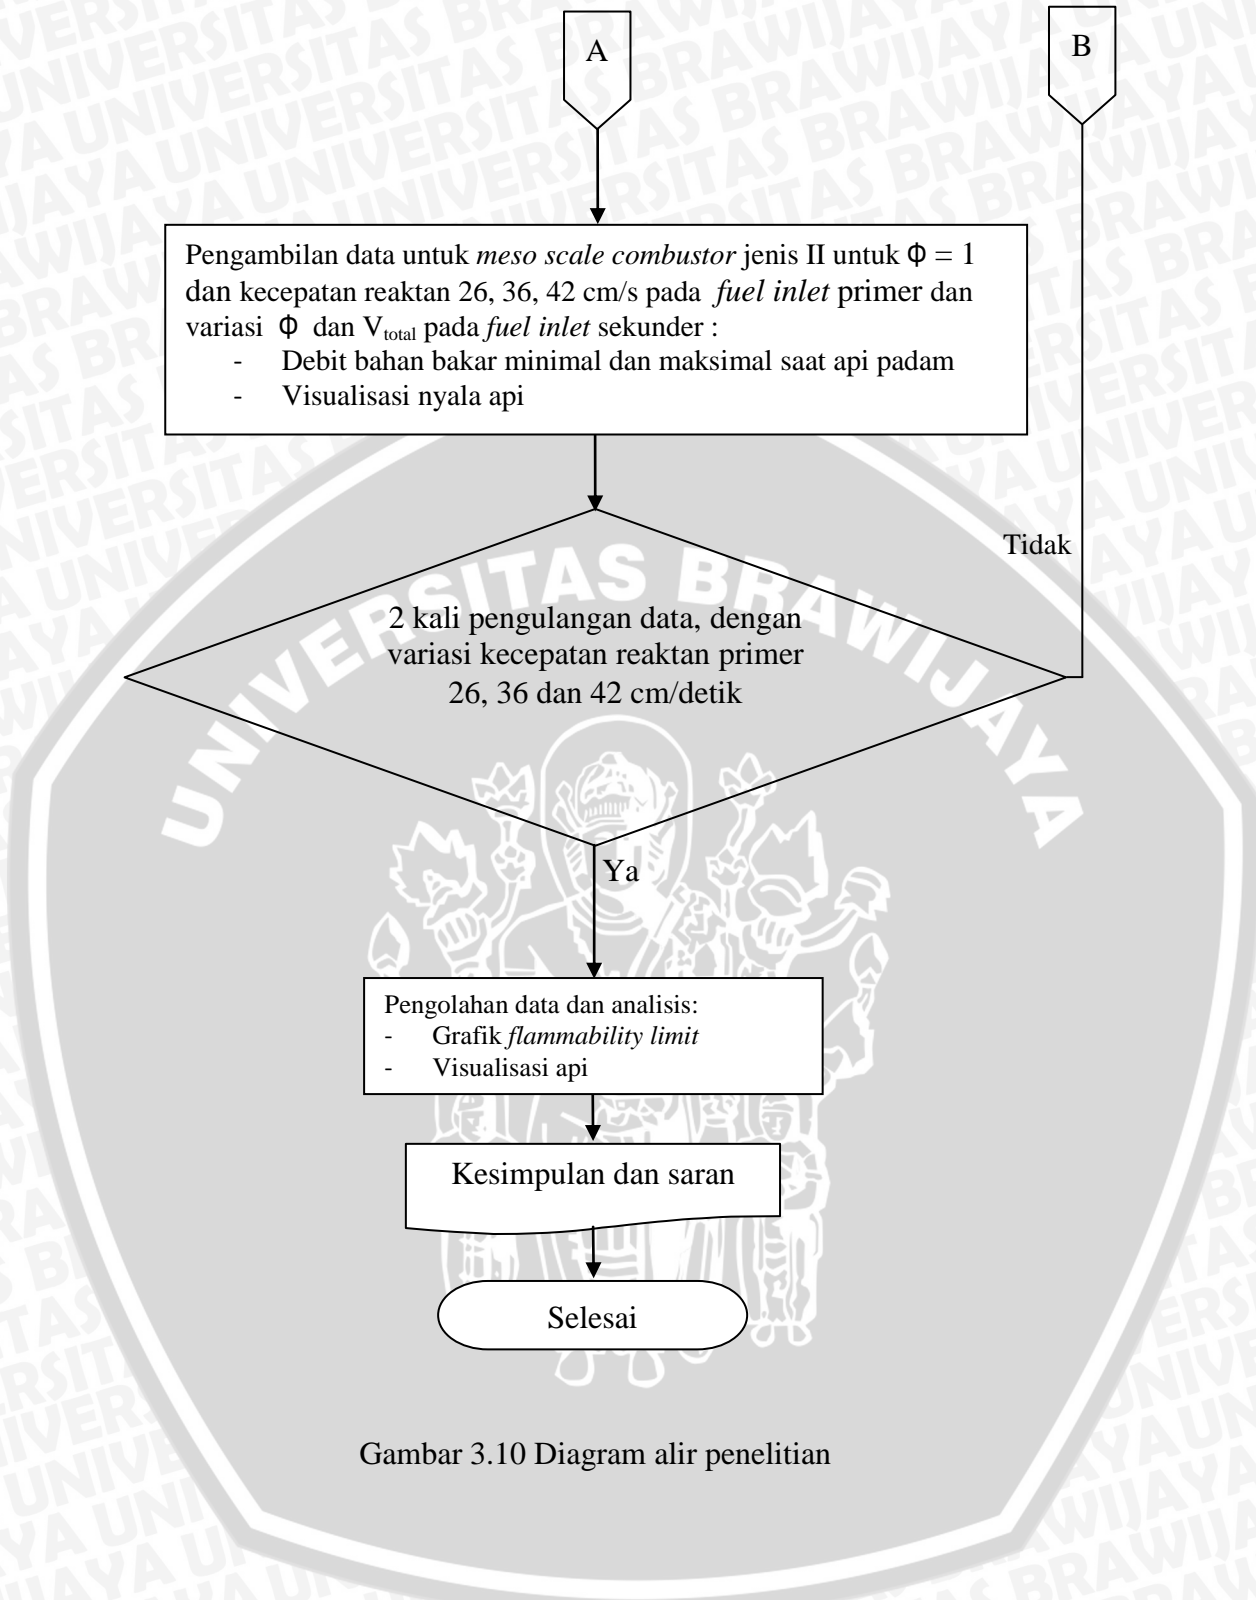 A
B
Pengambilan data untuk meso scale combustor jenis II untuk Φ = 1
dan kecepatan reaktan 26, 36, 42 cm/s pada fuel inlet primer dan
variasi Φ dan V_total pada fuel inlet sekunder :
- Debit bahan bakar minimal dan maksimal saat api padam
- Visualisasi nyala api
Tidak
2 kali pengulangan data, dengan
variasi kecepatan reaktan primer
26, 36 dan 42 cm/detik
Ya
Pengolahan data dan analisis:
- Grafik flammability limit
- Visualisasi api
Kesimpulan dan saran
Selesai
Gambar 3.10 Diagram alir penelitian
UNIVERSITAS BRAWIJAYA